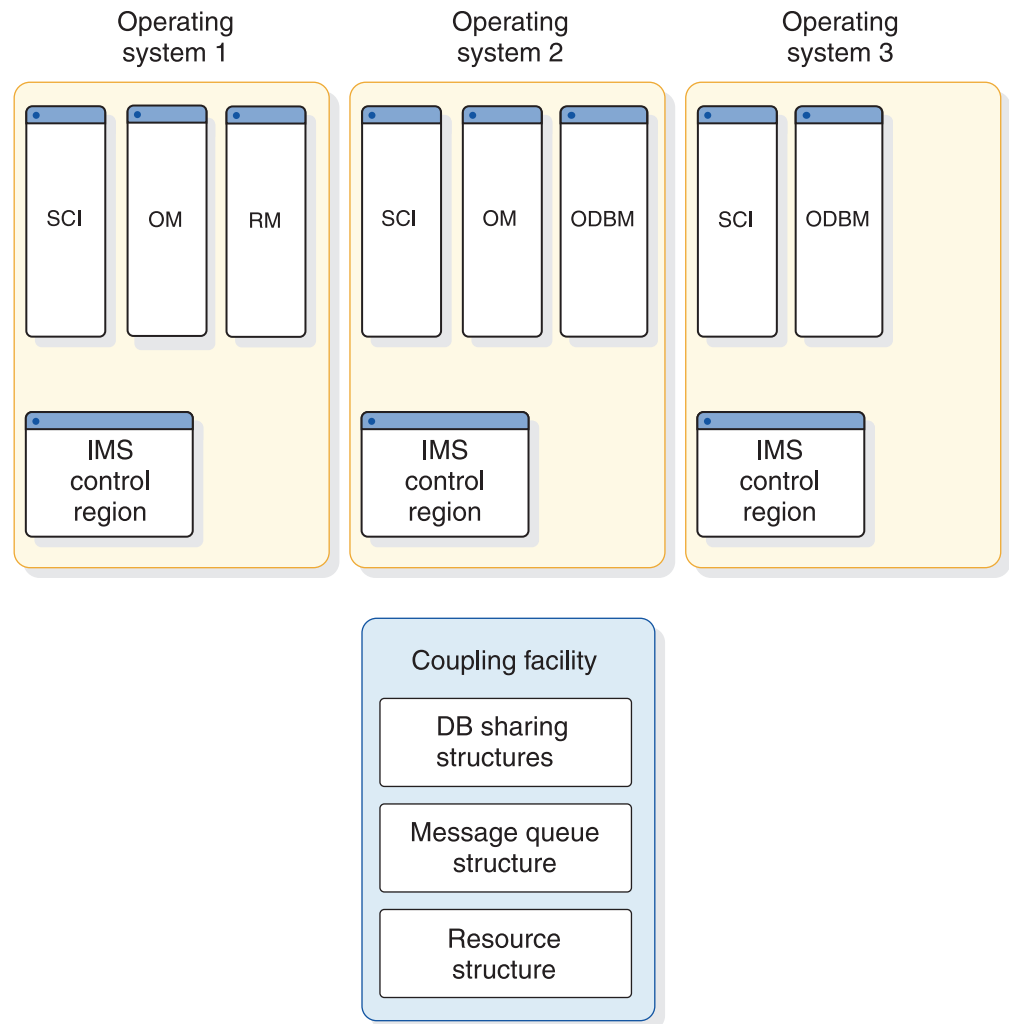 Operating
system 1
Operating
system 2
Operating
system 3
SCI
OM
RM
SCI
OM
ODBM
SCI
ODBM
IMS
control
region
IMS
control
region
IMS
control
region
Coupling facility
DB sharing
structures
Message queue
structure
Resource
structure